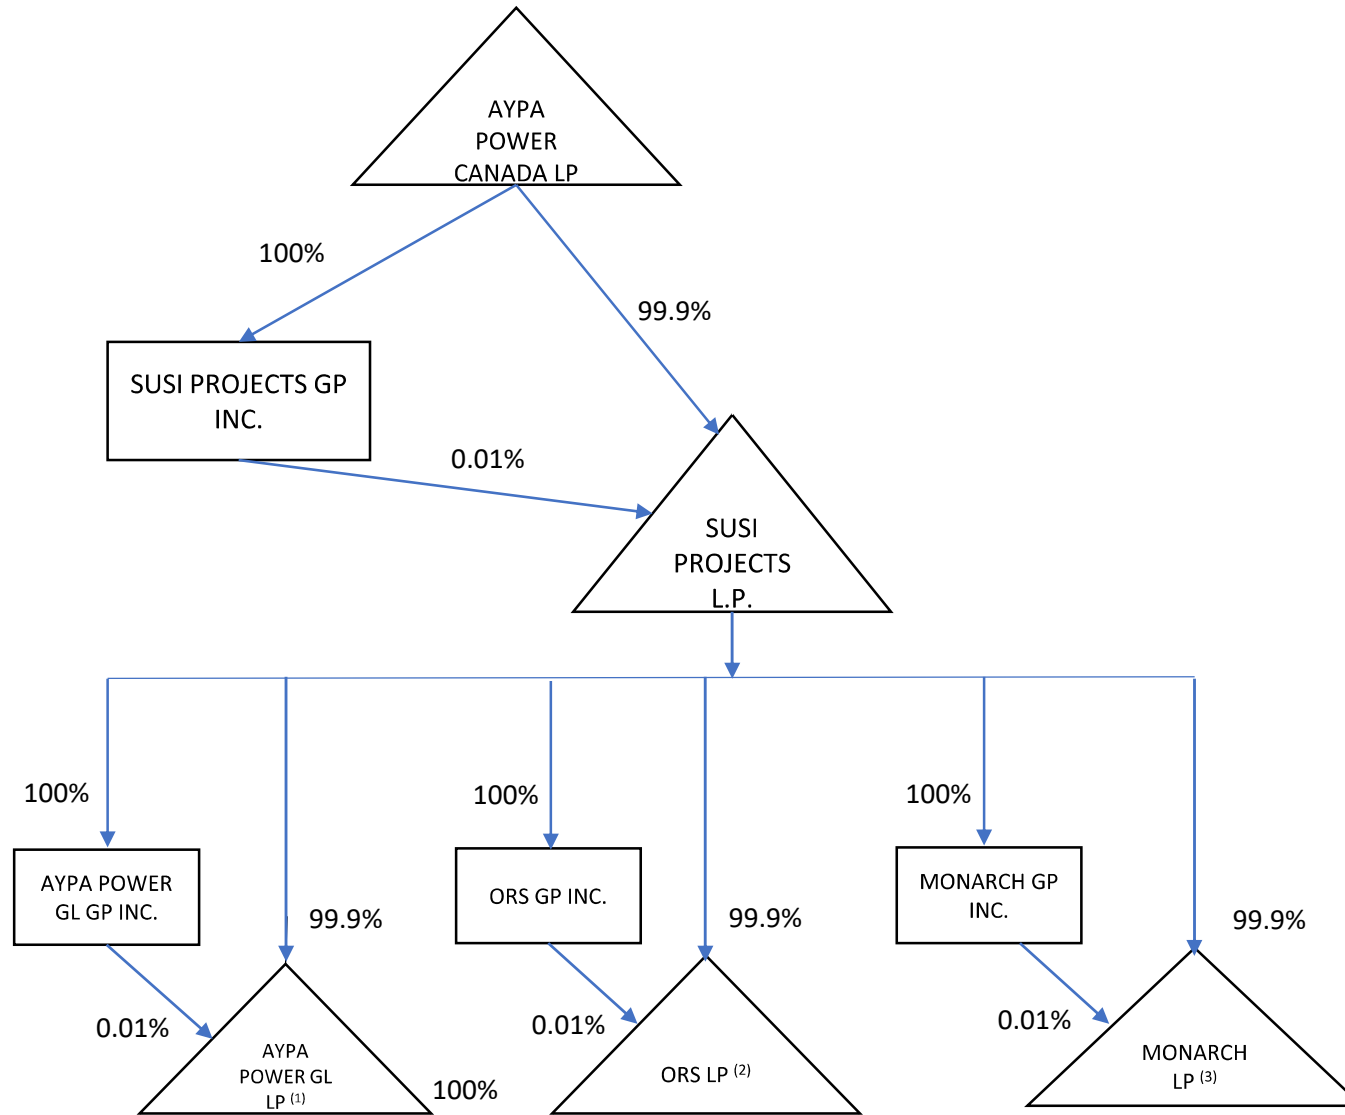 AYPA
POWER
CANADA LP
100%
99.9%
SUSI PROJECTS GP
INC.
0.01%
SUSI
PROJECTS
L.P.
100%
100%
100%
AYPA POWER
GL GP INC.
ORS GP INC.
MONARCH GP
INC.
99.9%
99.9%
99.9%
0.01%
0.01%
0.01%
AYPA
POWER GL
LP (1)
100%
ORS LP (2)
MONARCH
LP (3)